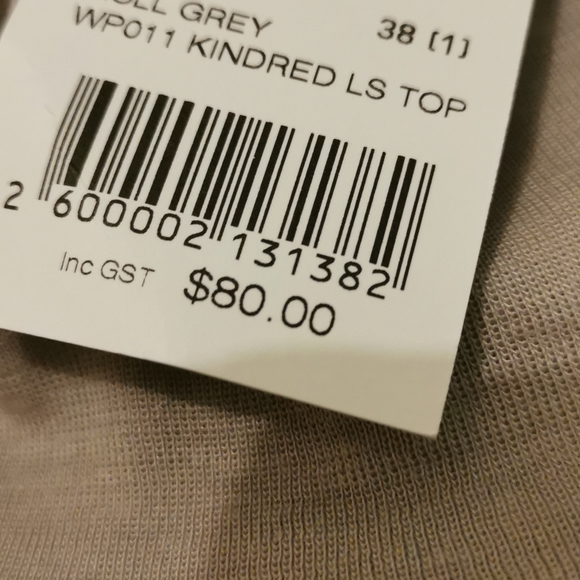 GREY 38 (1)
WP011 KINDRED LS TOP
2 600002 131382
Inc GST $80.00